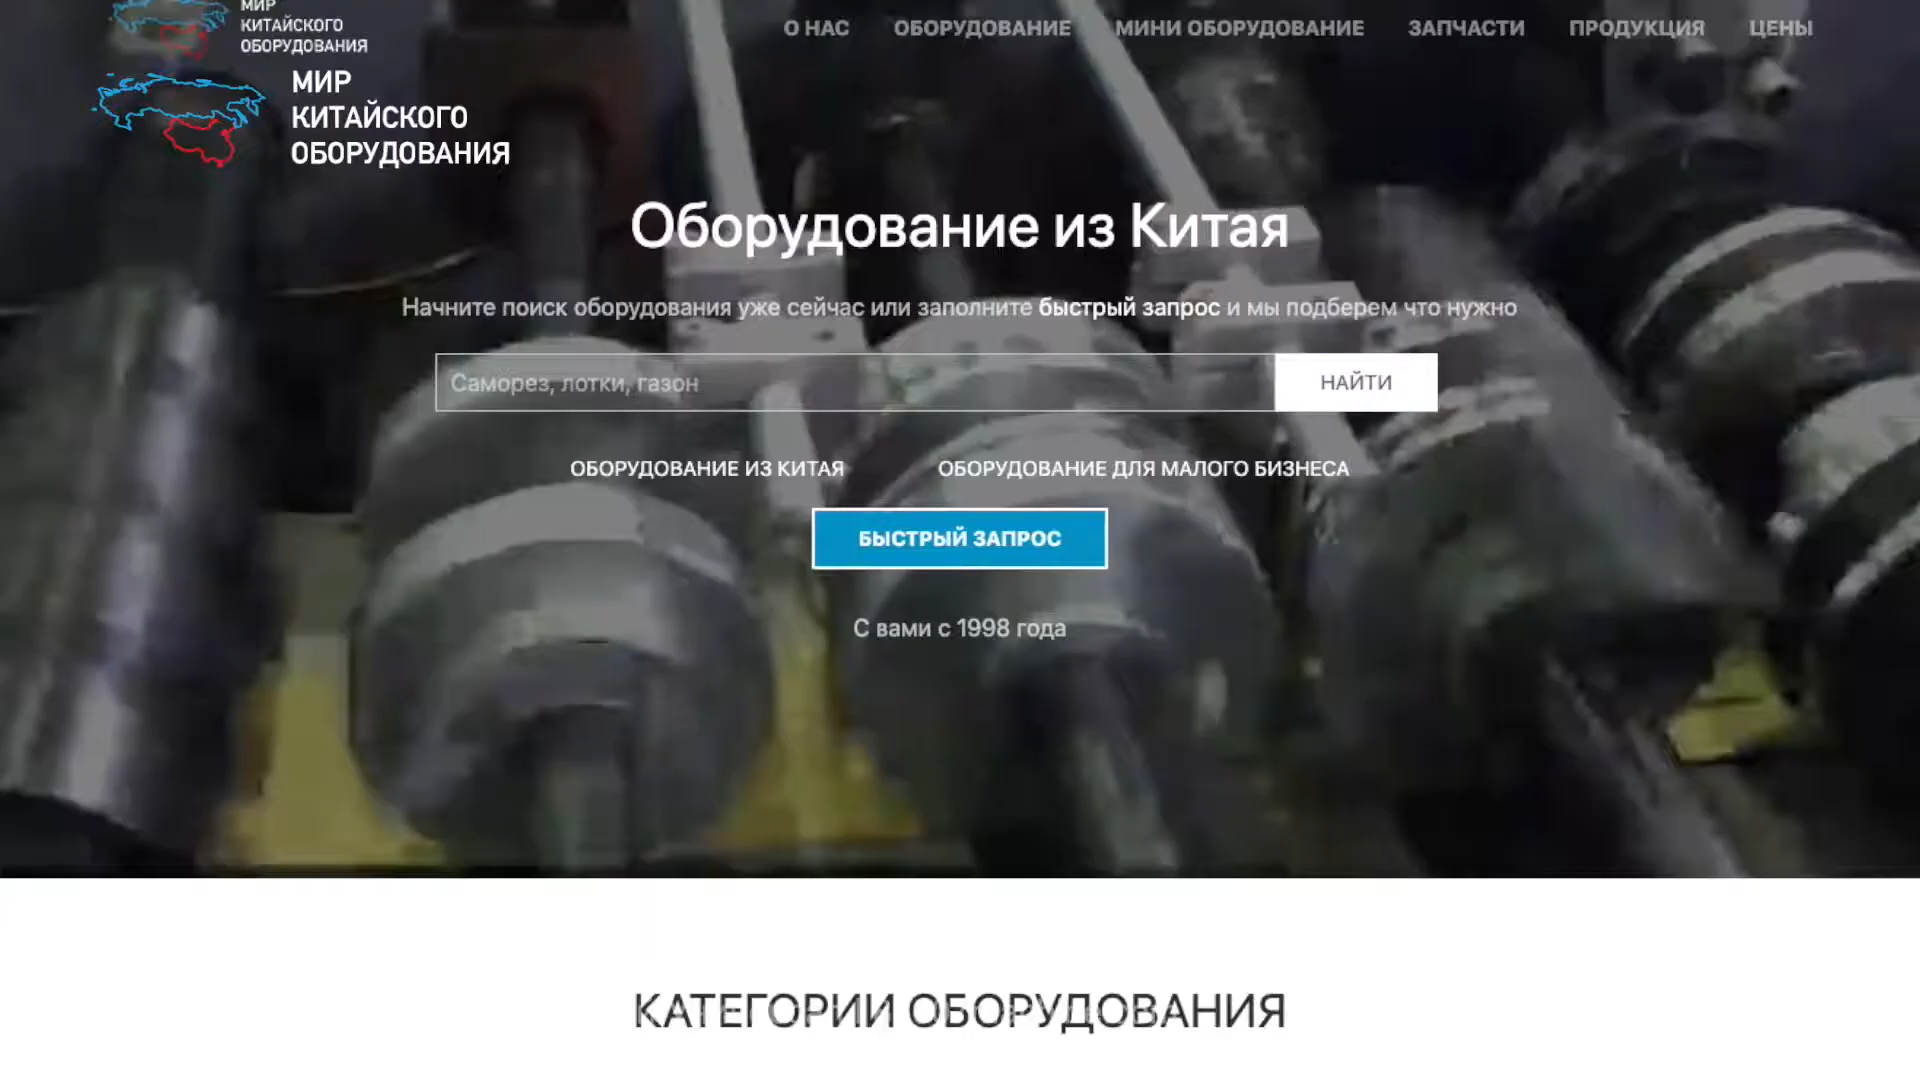 МИР
КИТАЙСКОГО
ОБОРУДОВАНИЯ
О НАС ОБОРУДОВАНИЕ МИНИ ОБОРУДОВАНИЕ ЗАПЧАСТИ ПРОДУКЦИЯ ЦЕНЫ
МИР
КИТАЙСКОГО
ОБОРУДОВАНИЯ
Оборудование из Китая
Начните поиск оборудования уже сейчас или заполните быстрый запрос и мы подберем что нужно
Саморез, лотки, газон
НАЙТИ
ОБОРУДОВАНИЕ ИЗ КИТАЯ ОБОРУДОВАНИЕ ДЛЯ МАЛОГО БИЗНЕСА
БЫСТРЫЙ ЗАПРОС
С вами с 1998 года
КАТЕГОРИИ ОБОРУДОВАНИЯ